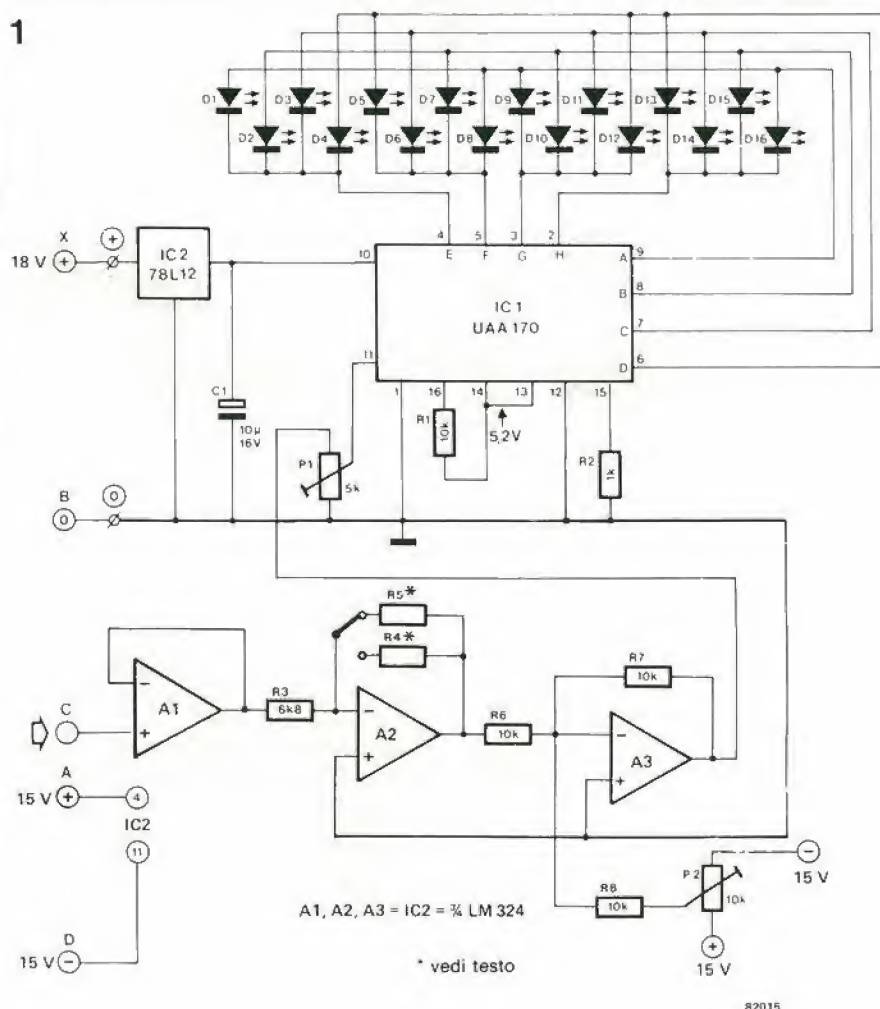 1
D1
D3
D5
D7
D9
D11
D13
D15
D2
D4
D6
D8
D10
D12
D14
D16
X
18 V
+
+
IC2
78L12
10
4
5
3
2
E
F
G
H
IC1
UAA 170
A
9
B
8
C
7
D
6
11
1
16
14
13
12
15
C1
10µ
16V
P1
5k
R1
10k
5,2V
R2
1k
B
0
0
R5*
R4*
C
A1
R3
6k8
A2
R6
10k
R7
10k
A3
A
15 V
+
4
IC2
11
D
15 V
−
R8
10k
P2
10k
−
15 V
+
15 V
A1, A2, A3 = IC2 = ¾ LM 324
* vedi testo
82015